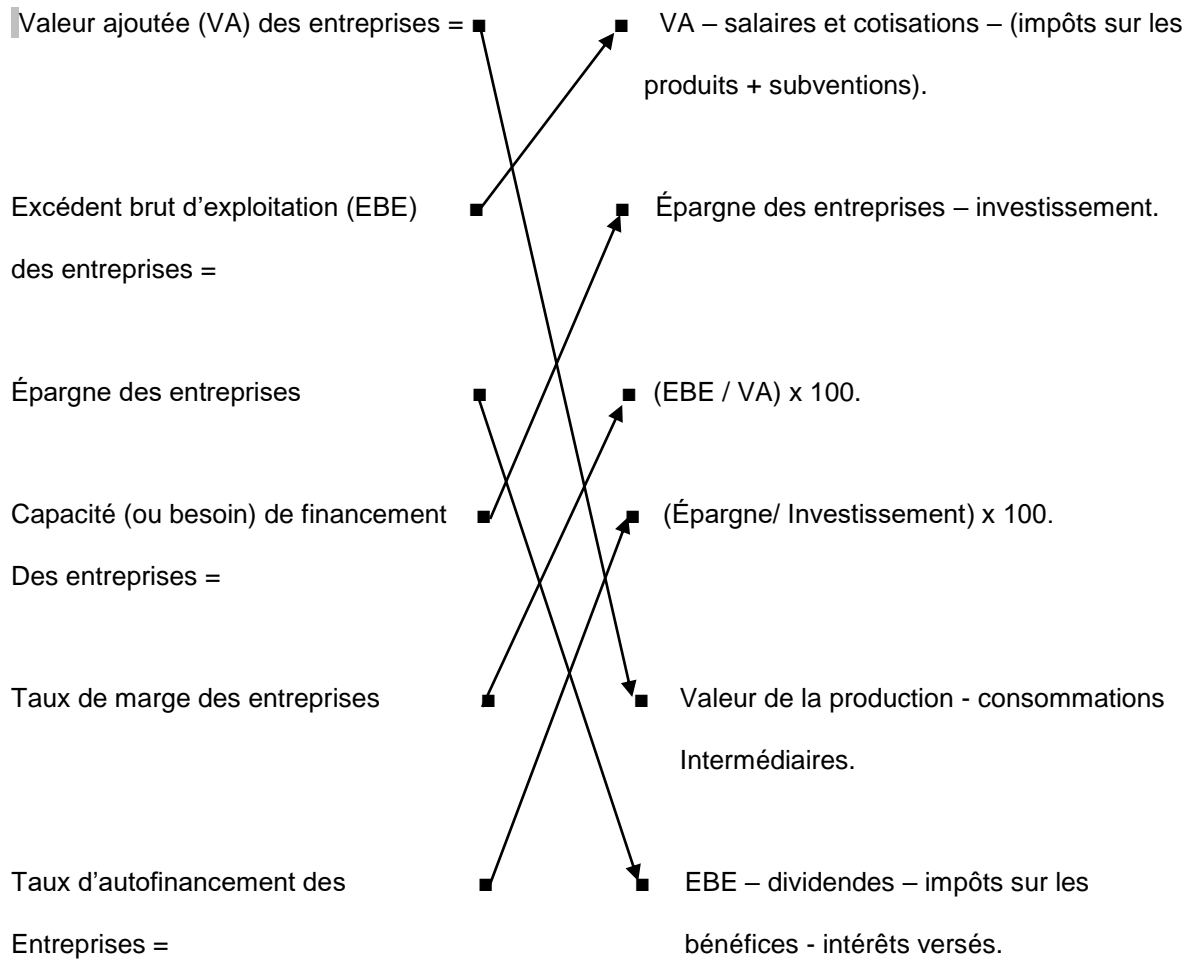 Valeur ajoutée (VA) des entreprises = ■ ■ VA – salaires et cotisations – (impôts sur les
produits + subventions).
Excédent brut d’exploitation (EBE) ■ ■ Épargne des entreprises – investissement.
des entreprises =
Épargne des entreprises ■ ■ (EBE / VA) x 100.
Capacité (ou besoin) de financement ■ ■ (Épargne/ Investissement) x 100.
Des entreprises =
Taux de marge des entreprises ■ ■ Valeur de la production - consommations
Intermédiaires.
Taux d’autofinancement des ■ ■ EBE – dividendes – impôts sur les
Entreprises = bénéfices - intérêts versés.